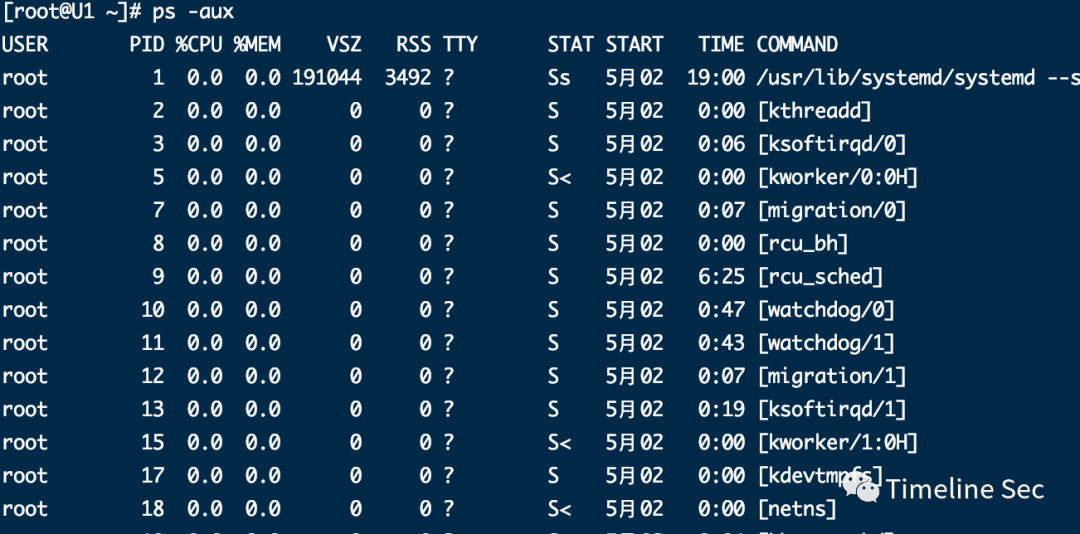 [root@U1 ~]# ps -aux
USER PID %CPU %MEM VSZ RSS TTY STAT START TIME COMMAND
root 1 0.0 0.0 191044 3492 ? Ss 5月02 19:00 /usr/lib/systemd/systemd --s
root 2 0.0 0.0 0 0 ? S 5月02 0:00 [kthreadd]
root 3 0.0 0.0 0 0 ? S 5月02 0:06 [ksoftirqd/0]
root 5 0.0 0.0 0 0 ? S< 5月02 0:00 [kworker/0:0H]
root 7 0.0 0.0 0 0 ? S 5月02 0:07 [migration/0]
root 8 0.0 0.0 0 0 ? S 5月02 0:00 [rcu_bh]
root 9 0.0 0.0 0 0 ? S 5月02 6:25 [rcu_sched]
root 10 0.0 0.0 0 0 ? S 5月02 0:47 [watchdog/0]
root 11 0.0 0.0 0 0 ? S 5月02 0:43 [watchdog/1]
root 12 0.0 0.0 0 0 ? S 5月02 0:07 [migration/1]
root 13 0.0 0.0 0 0 ? S 5月02 0:19 [ksoftirqd/1]
root 15 0.0 0.0 0 0 ? S< 5月02 0:00 [kworker/1:0H]
root 17 0.0 0.0 0 0 ? S 5月02 0:00 [kdevtmpfs]
Timeline Sec
root 18 0.0 0.0 0 0 ? S< 5月02 0:00 [netns]